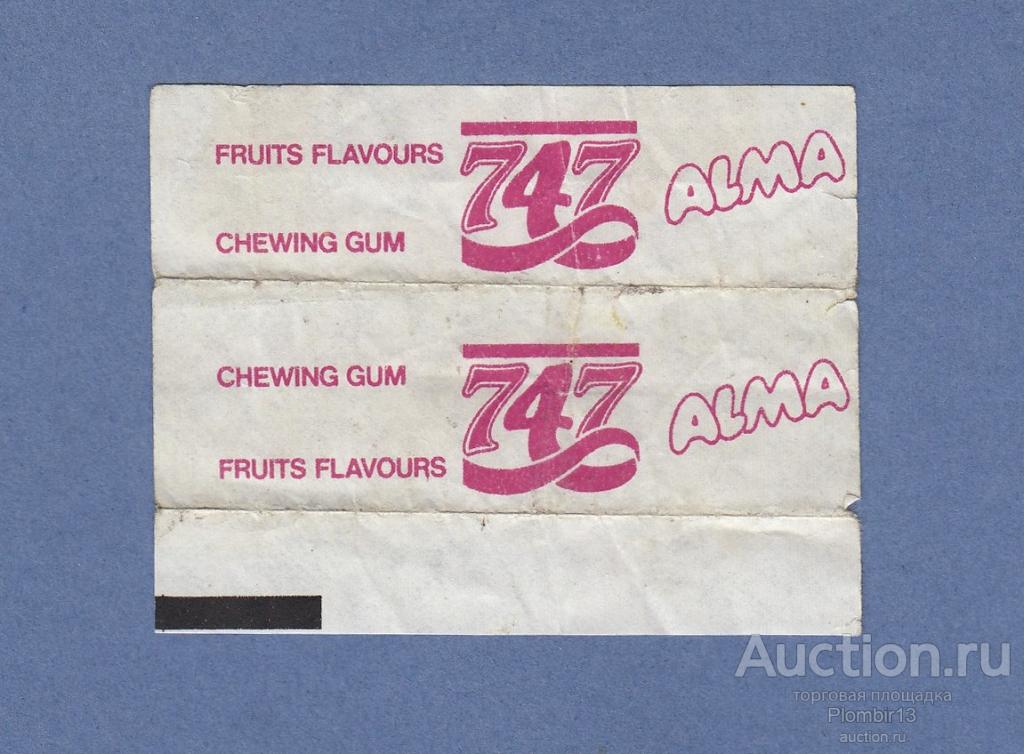 FRUITS FLAVOURS
747
ALMA
CHEWING GUM
CHEWING GUM
747
ALMA
FRUITS FLAVOURS
Auction.ru
торговая площадка
Plombir13
auction.ru